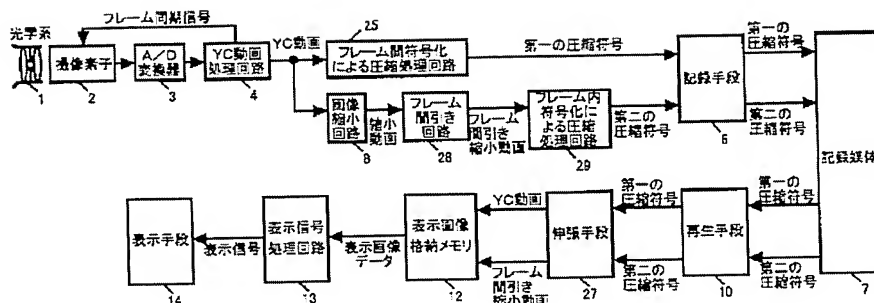 フレーム同期信号
光学系
撮像素子
A/D
変換器
YC動画
処理回路
YC動画
25
フレーム間符号化
による圧縮処理回路
第一の圧縮符号
記録手段
第一の
圧縮符号
1
2
3
4
画像
縮小
回路
縮小
動画
フレーム
間引き
回路
フレーム
間引き
縮小動画
フレーム内
符号化に
よる圧縮
処理回路
第二の
圧縮符号
第二の
圧縮符号
8
28
29
6
記録媒体
表示手段
表示信号
表示信号
処理回路
表示画像
データ
表示画像
格納メモリ
YC動画
フレーム
間引き
縮小動画
伸張手段
第一の
圧縮符号
第二の
圧縮符号
再生手段
第一の
圧縮符号
第二の
圧縮符号
14
13
12
27
10
7